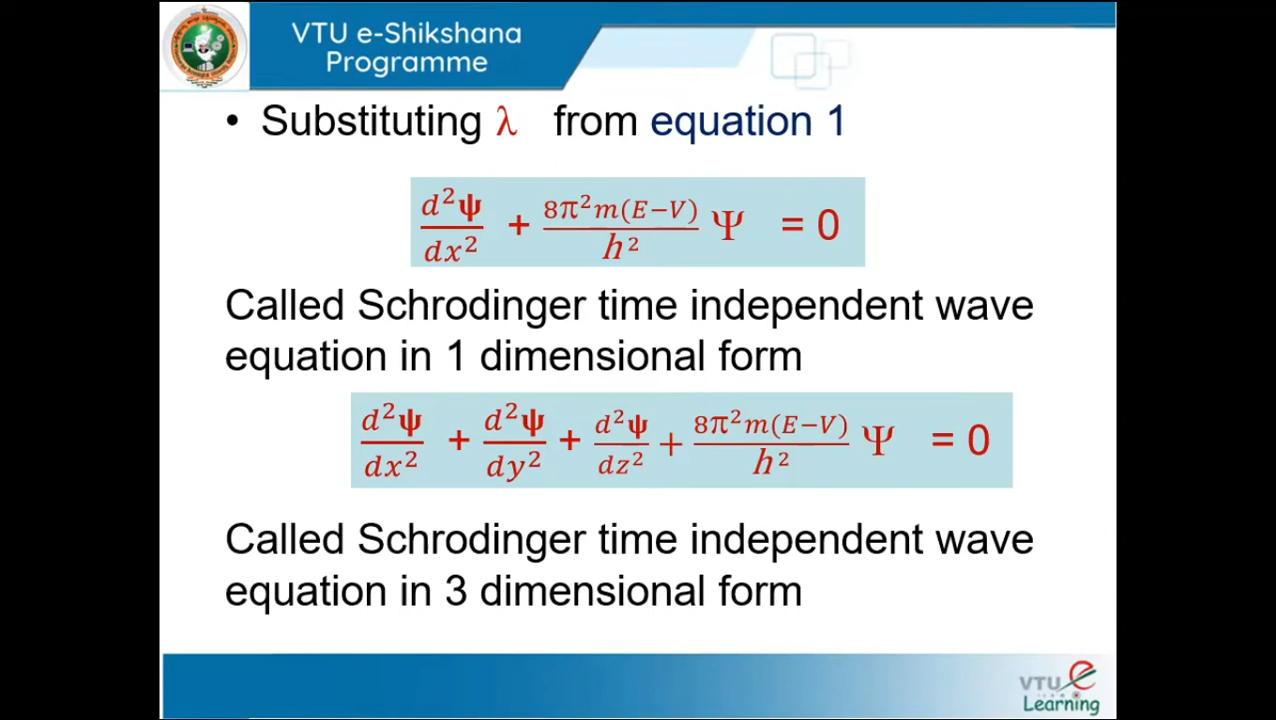 VTU e-Shikshana
Programme
• Substituting λ from equation 1
d²ψ/dx² + 8π²m(E−V)/h² Ψ = 0
Called Schrodinger time independent wave
equation in 1 dimensional form
d²ψ/dx² + d²ψ/dy² + d²ψ/dz² + 8π²m(E−V)/h² Ψ = 0
Called Schrodinger time independent wave
equation in 3 dimensional form
VTU e
Learning